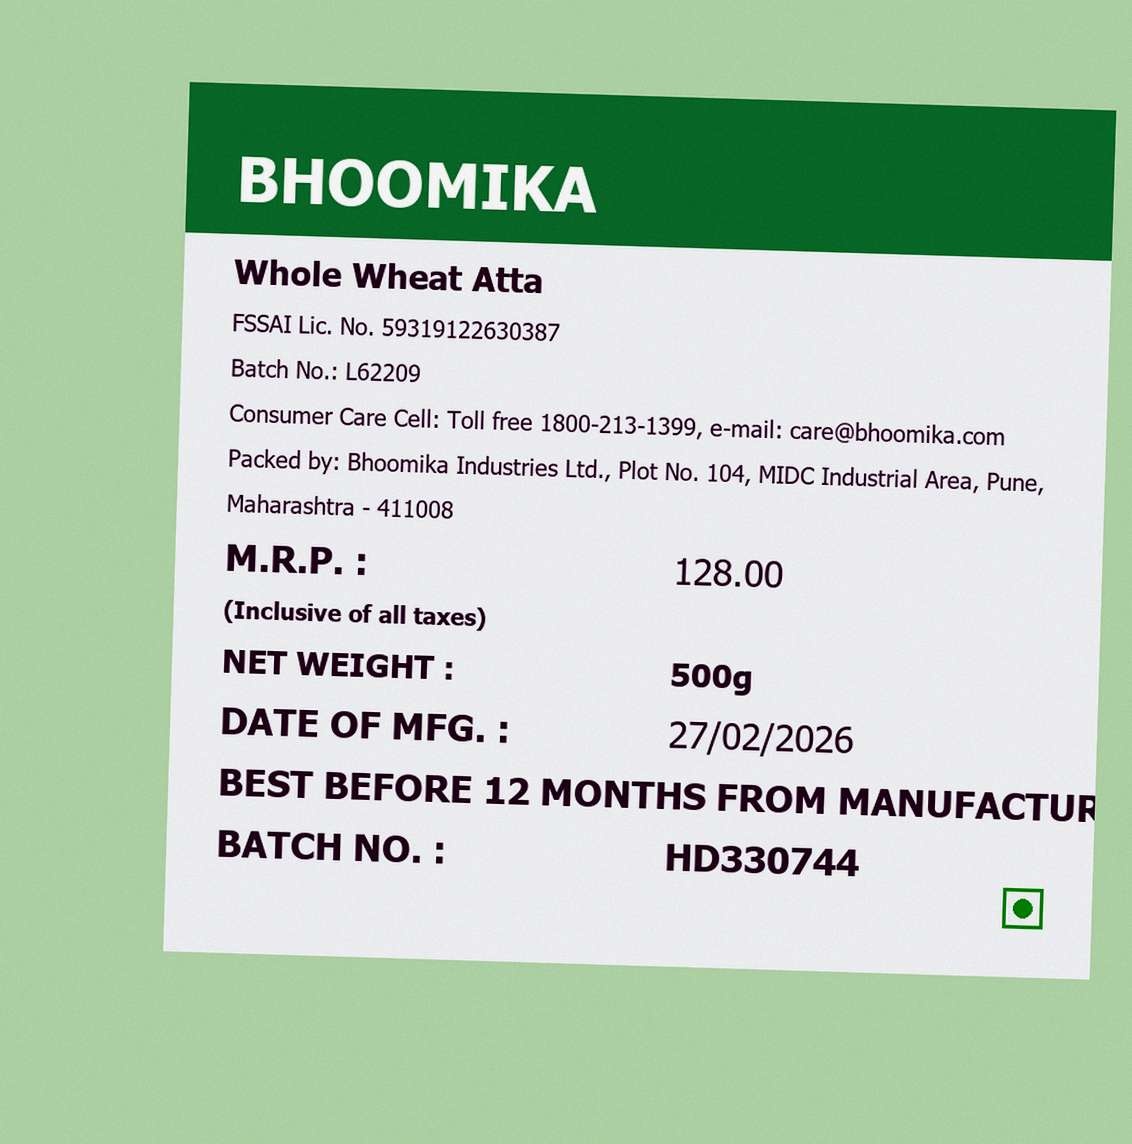 BHOOMIKA
Whole Wheat Atta
FSSAI Lic. No. 59319122630387
Batch No.: L62209
Consumer Care Cell: Toll free 1800-213-1399, e-mail: care@bhoomika.com
Packed by: Bhoomika Industries Ltd., Plot No. 104, MIDC Industrial Area, Pune,
Maharashtra - 411008
M.R.P. : 128.00
(Inclusive of all taxes)
NET WEIGHT : 500g
DATE OF MFG. : 27/02/2026
BEST BEFORE 12 MONTHS FROM MANUFACTUR
BATCH NO. : HD330744